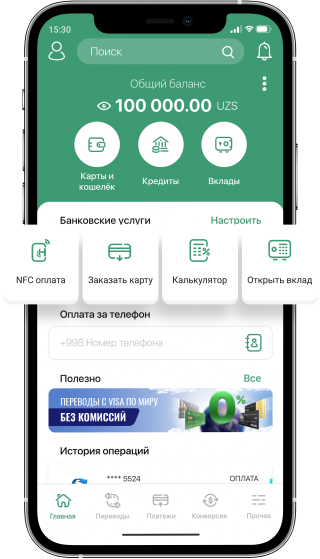 15:30
Поиск
Общий баланс
100 000.00 UZS
Карты и
кошелёк
Кредиты
Вклады
Банковские услуги
Настроить
NFC оплата
Заказать карту
Калькулятор
Открыть вклад
Оплата за телефон
+998 Номер телефона
Полезно
Все
ПЕРЕВОДЫ С VISA ПО МИРУ
БЕЗ КОМИССИЙ
0%
История операций
**** 5524
ОПЛАТА
Главная
Переводы
Платежи
Конверсия
Прочее